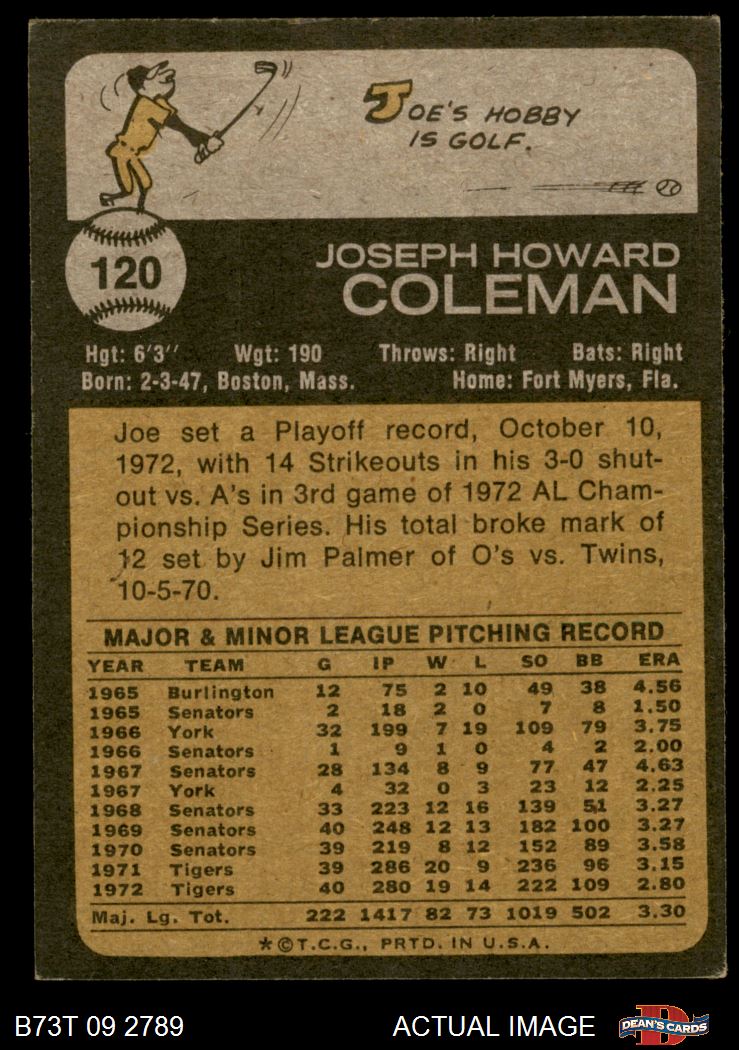 JOE'S HOBBY
IS GOLF.
120
JOSEPH HOWARD
COLEMAN
Hgt: 6'3'' Wgt: 190 Throws: Right Bats: Right
Born: 2-3-47, Boston, Mass. Home: Fort Myers, Fla.
Joe set a Playoff record, October 10,
1972, with 14 Strikeouts in his 3-0 shut-
out vs. A's in 3rd game of 1972 AL Cham-
pionship Series. His total broke mark of
12 set by Jim Palmer of O's vs. Twins,
10-5-70.
MAJOR & MINOR LEAGUE PITCHING RECORD
YEAR TEAM G IP W L SO BB ERA
1965 Burlington 12 75 2 10 49 38 4.56
1965 Senators 2 18 2 0 7 8 1.50
1966 York 32 199 7 19 109 79 3.75
1966 Senators 1 9 1 0 4 2 2.00
1967 Senators 28 134 8 9 77 47 4.63
1967 York 4 32 0 3 23 12 2.25
1968 Senators 33 223 12 16 139 51 3.27
1969 Senators 40 248 12 13 182 100 3.27
1970 Senators 39 219 8 12 152 89 3.58
1971 Tigers 39 286 20 9 236 96 3.15
1972 Tigers 40 280 19 14 222 109 2.80
Maj. Lg. Tot. 222 1417 82 73 1019 502 3.30
*©T.C.G., PRTD. IN U.S.A.
B73T 09 2789 ACTUAL IMAGE D DEAN'S CARDS